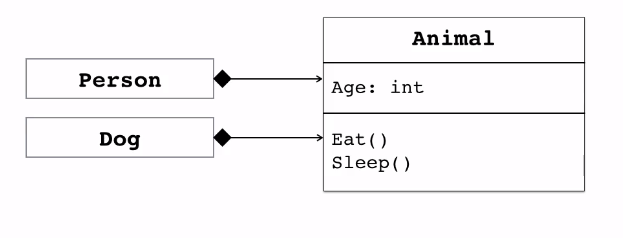 Animal
Person
Age: int
Dog
Eat()
Sleep()